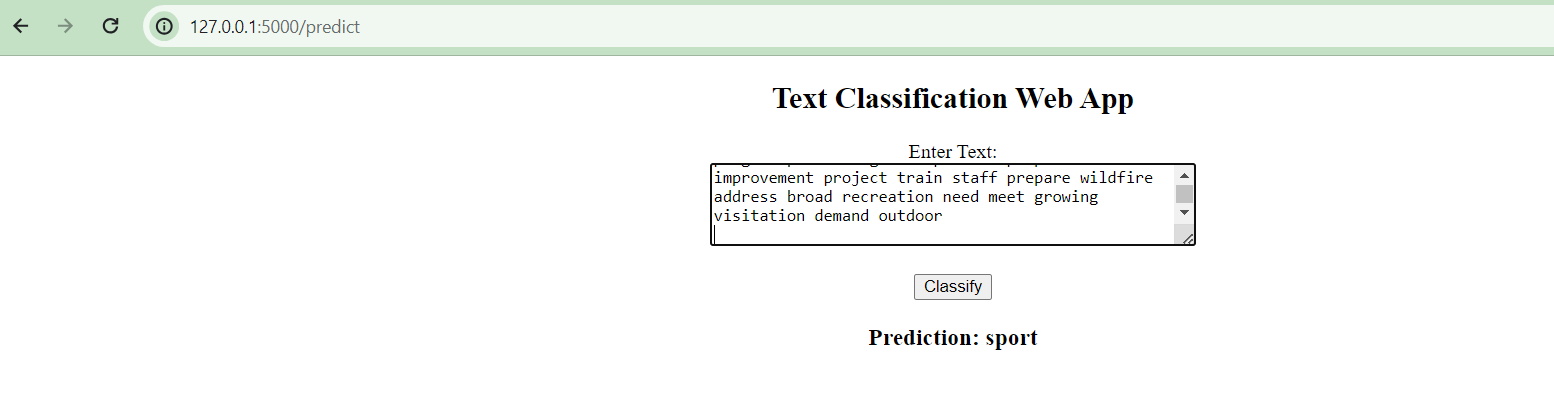 127.0.0.1:5000/predict
Text Classification Web App
Enter Text:
improvement project train staff prepare wildfire
address broad recreation need meet growing
visitation demand outdoor
Classify
Prediction: sport